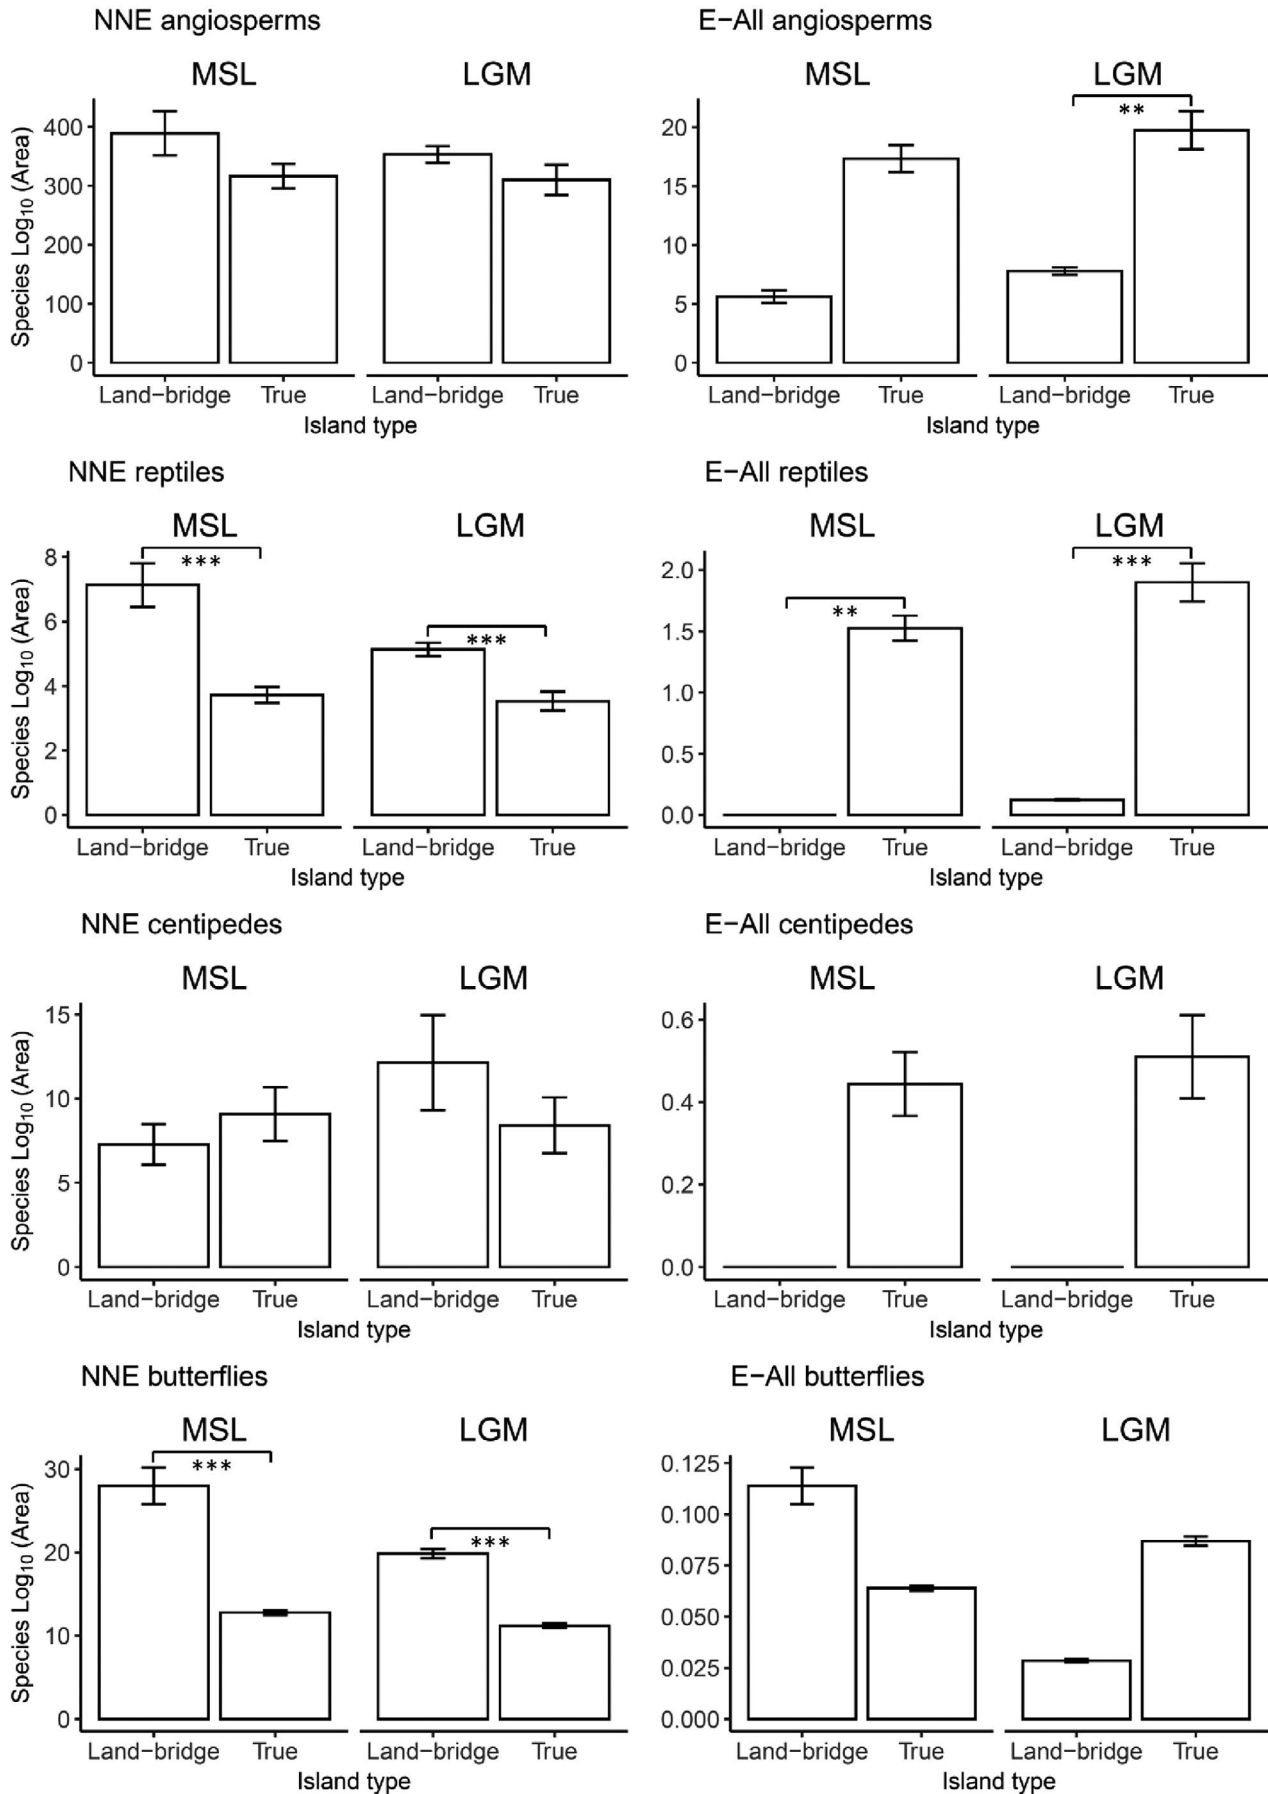 NNE angiosperms
MSL LGM
Species Log10 (Area)
400
300
200
100
0
Land-bridge True Land-bridge True
Island type
E-All angiosperms
MSL LGM
**
20
15
10
5
0
Land-bridge True Land-bridge True
Island type
NNE reptiles
MSL LGM
*** ***
Species Log10 (Area)
8
6
4
2
0
Land-bridge True Land-bridge True
Island type
E-All reptiles
MSL LGM
** ***
2.0
1.5
1.0
0.5
0.0
Land-bridge True Land-bridge True
Island type
NNE centipedes
MSL LGM
Species Log10 (Area)
15
10
5
0
Land-bridge True Land-bridge True
Island type
E-All centipedes
MSL LGM
0.6
0.4
0.2
0.0
Land-bridge True Land-bridge True
Island type
NNE butterflies
MSL LGM
*** ***
Species Log10 (Area)
30
20
10
0
Land-bridge True Land-bridge True
Island type
E-All butterflies
MSL LGM
0.125
0.100
0.075
0.050
0.025
0.000
Land-bridge True Land-bridge True
Island type